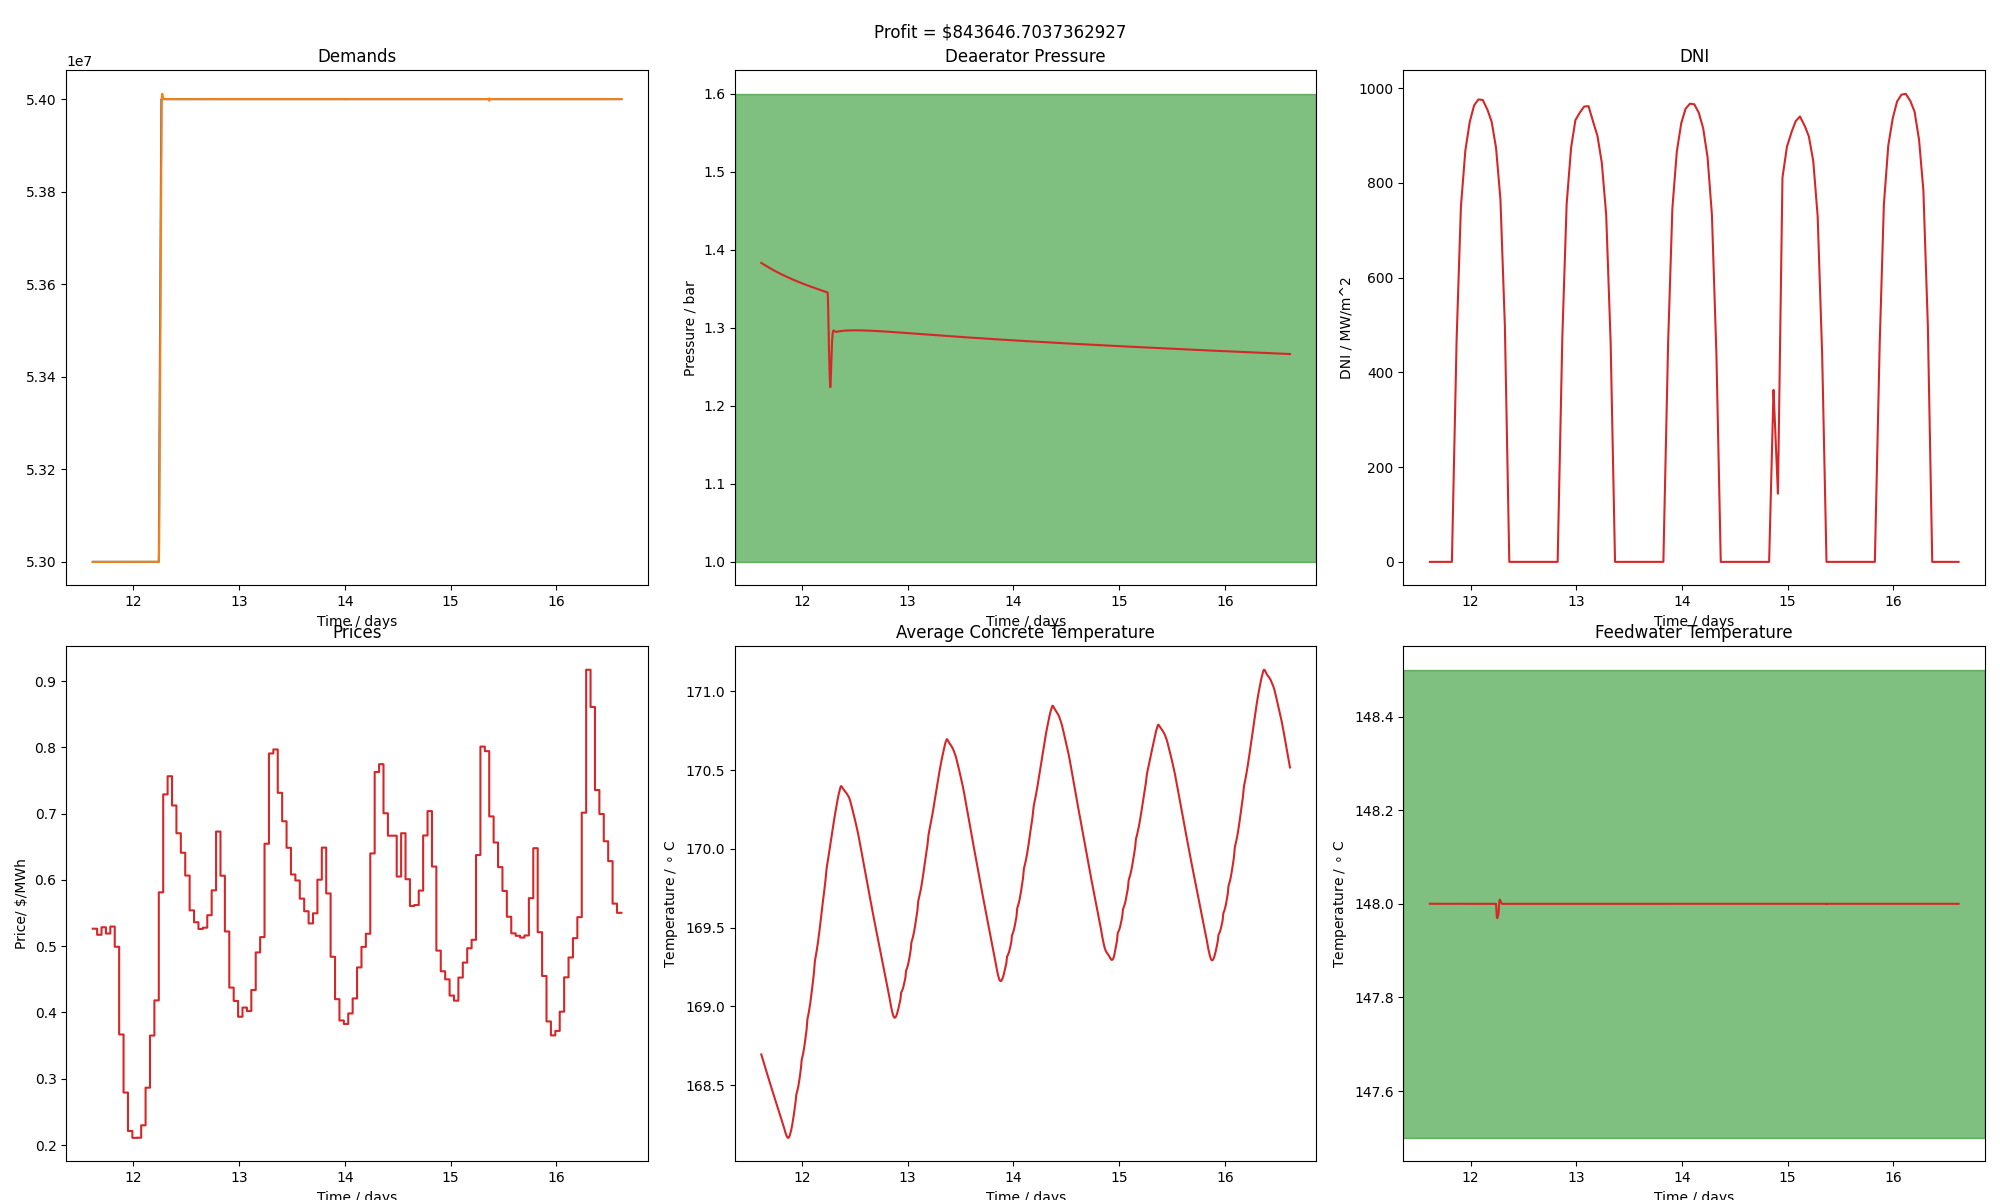 Profit = $843646.7037362927
Demands
1e7
5.40
5.38
5.36
5.34
5.32
5.30
12 13 14 15 16
Time / days
Deaerator Pressure
Pressure / bar
1.6
1.5
1.4
1.3
1.2
1.1
1.0
12 13 14 15 16
Time / days
DNI
DNI / MW/m^2
1000
800
600
400
200
0
12 13 14 15 16
Time / days
Prices
Price/ $/MWh
0.9
0.8
0.7
0.6
0.5
0.4
0.3
0.2
12 13 14 15 16
Time / days
Average Concrete Temperature
Temperature / ∘ C
171.0
170.5
170.0
169.5
169.0
168.5
12 13 14 15 16
Time / days
Feedwater Temperature
Temperature / ∘ C
148.4
148.2
148.0
147.8
147.6
12 13 14 15 16
Time / days